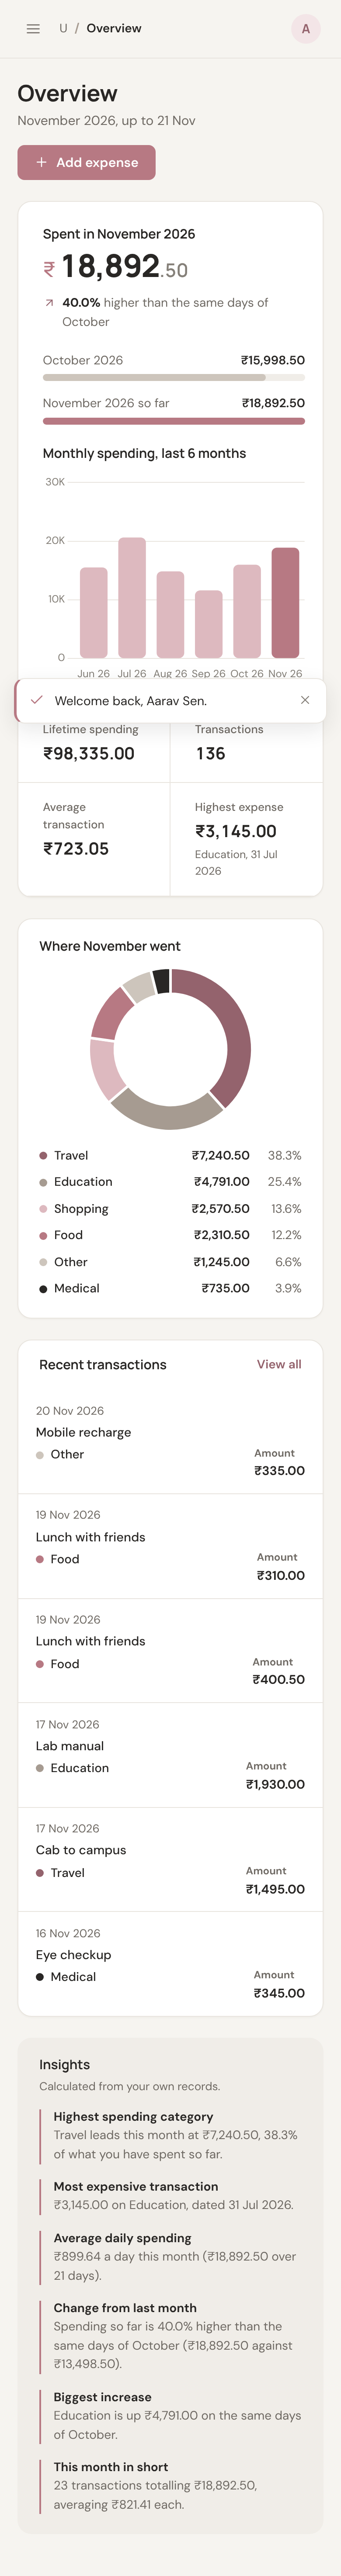 U / Overview
A
Overview
November 2026, up to 21 Nov
+ Add expense
Spent in November 2026
₹ 18,892.50
40.0% higher than the same days of
October
October 2026 ₹15,998.50
November 2026 so far ₹18,892.50
Monthly spending, last 6 months
30K
20K
10K
0
Jun 26 Jul 26 Aug 26 Sep 26 Oct 26 Nov 26
Welcome back, Aarav Sen.
Lifetime spending Transactions
₹98,335.00 136
Average
transaction
₹723.05
Highest expense
₹3,145.00
Education, 31 Jul
2026
Where November went
Travel ₹7,240.50 38.3%
Education ₹4,791.00 25.4%
Shopping ₹2,570.50 13.6%
Food ₹2,310.50 12.2%
Other ₹1,245.00 6.6%
Medical ₹735.00 3.9%
Recent transactions View all
20 Nov 2026
Mobile recharge
Other Amount
₹335.00
19 Nov 2026
Lunch with friends
Food Amount
₹310.00
19 Nov 2026
Lunch with friends
Food Amount
₹400.50
17 Nov 2026
Lab manual
Education Amount
₹1,930.00
17 Nov 2026
Cab to campus
Travel Amount
₹1,495.00
16 Nov 2026
Eye checkup
Medical Amount
₹345.00
Insights
Calculated from your own records.
Highest spending category
Travel leads this month at ₹7,240.50, 38.3%
of what you have spent so far.
Most expensive transaction
₹3,145.00 on Education, dated 31 Jul 2026.
Average daily spending
₹899.64 a day this month (₹18,892.50 over
21 days).
Change from last month
Spending so far is 40.0% higher than the
same days of October (₹18,892.50 against
₹13,498.50).
Biggest increase
Education is up ₹4,791.00 on the same days
of October.
This month in short
23 transactions totalling ₹18,892.50,
averaging ₹821.41 each.